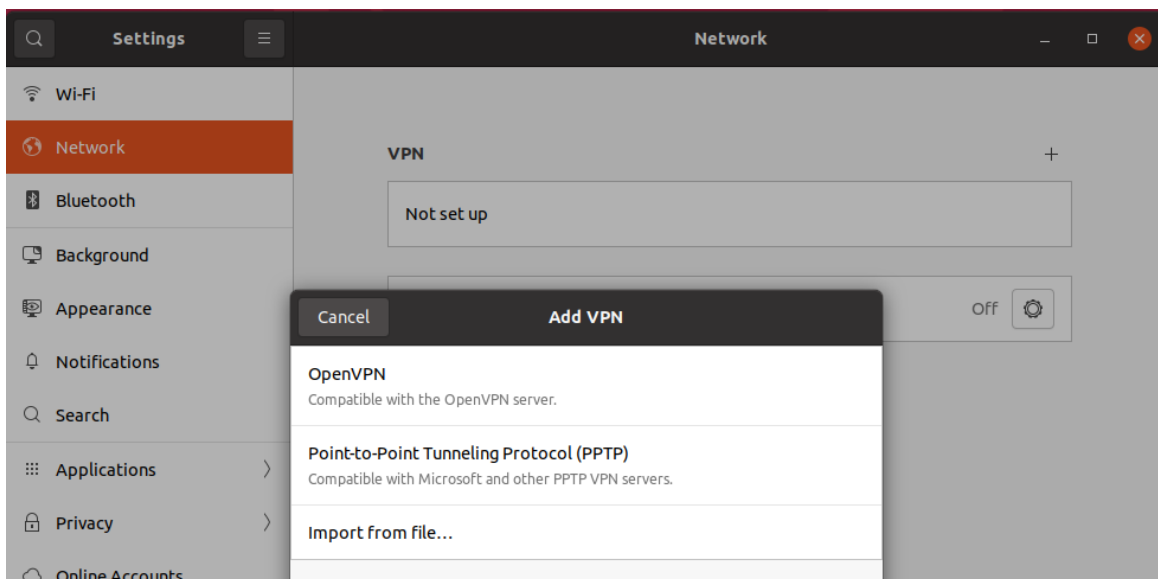 Settings
Network
Wi-Fi
Network
Bluetooth
Background
Appearance
Notifications
Search
Applications
Privacy
Online Accounts
VPN
+
Not set up
Off
Cancel
Add VPN
OpenVPN
Compatible with the OpenVPN server.
Point-to-Point Tunneling Protocol (PPTP)
Compatible with Microsoft and other PPTP VPN servers.
Import from file…